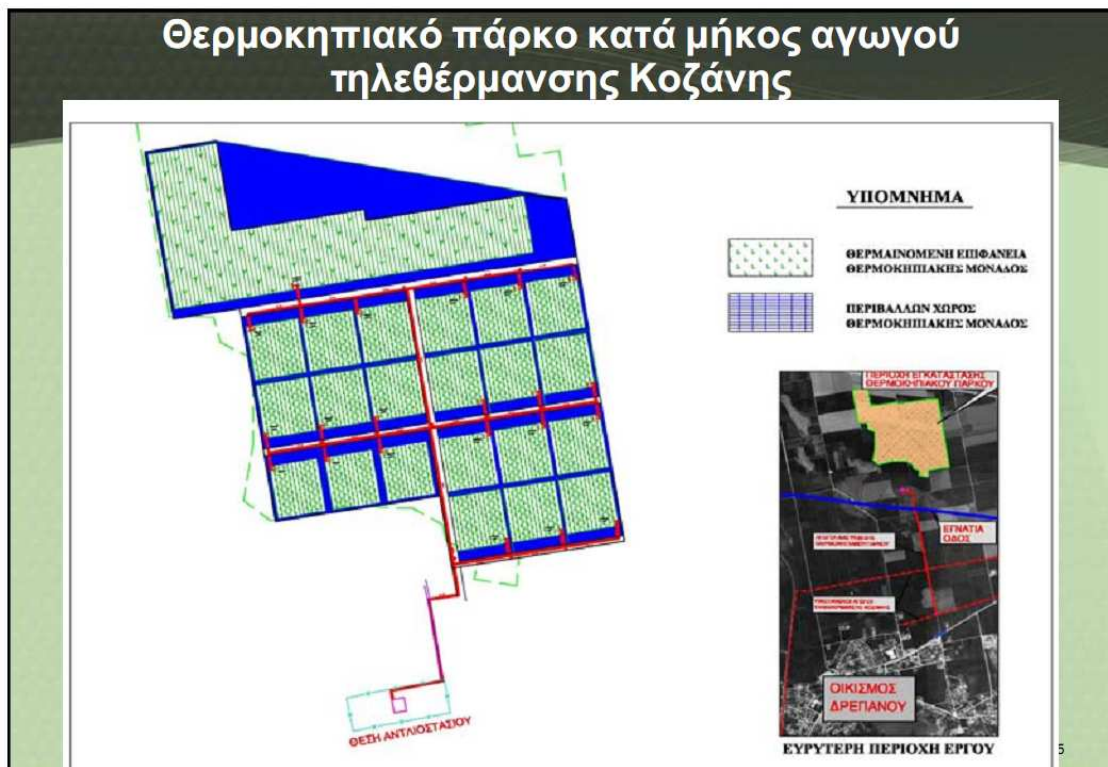 Θερμοκηπιακό πάρκο κατά μήκος αγωγού
τηλεθέρμανσης Κοζάνης
ΥΠΟΜΝΗΜΑ
ΘΕΡΜΑΙΝΟΜΕΝΗ ΕΠΙΦΑΝΕΙΑ
ΘΕΡΜΟΚΗΠΙΑΚΗΣ ΜΟΝΑΔΟΣ
ΠΕΡΙΒΑΛΛΩΝ ΧΩΡΟΣ
ΘΕΡΜΟΚΗΠΙΑΚΗΣ ΜΟΝΑΔΟΣ
ΠΕΡΙΟΧΗ ΕΓΚΑΤΑΣΤΑΣΗΣ
ΘΕΡΜΟΚΗΠΙΑΚΟΥ ΠΑΡΚΟΥ
ΕΓΝΑΤΙΑ
ΟΔΟΣ
ΟΙΚΙΣΜΟΣ
ΔΡΕΠΑΝΟΥ
ΘΕΣΗ ΑΝΤΛΙΟΣΤΑΣΙΟΥ
ΕΥΡΥΤΕΡΗ ΠΕΡΙΟΧΗ ΕΡΓΟΥ
5